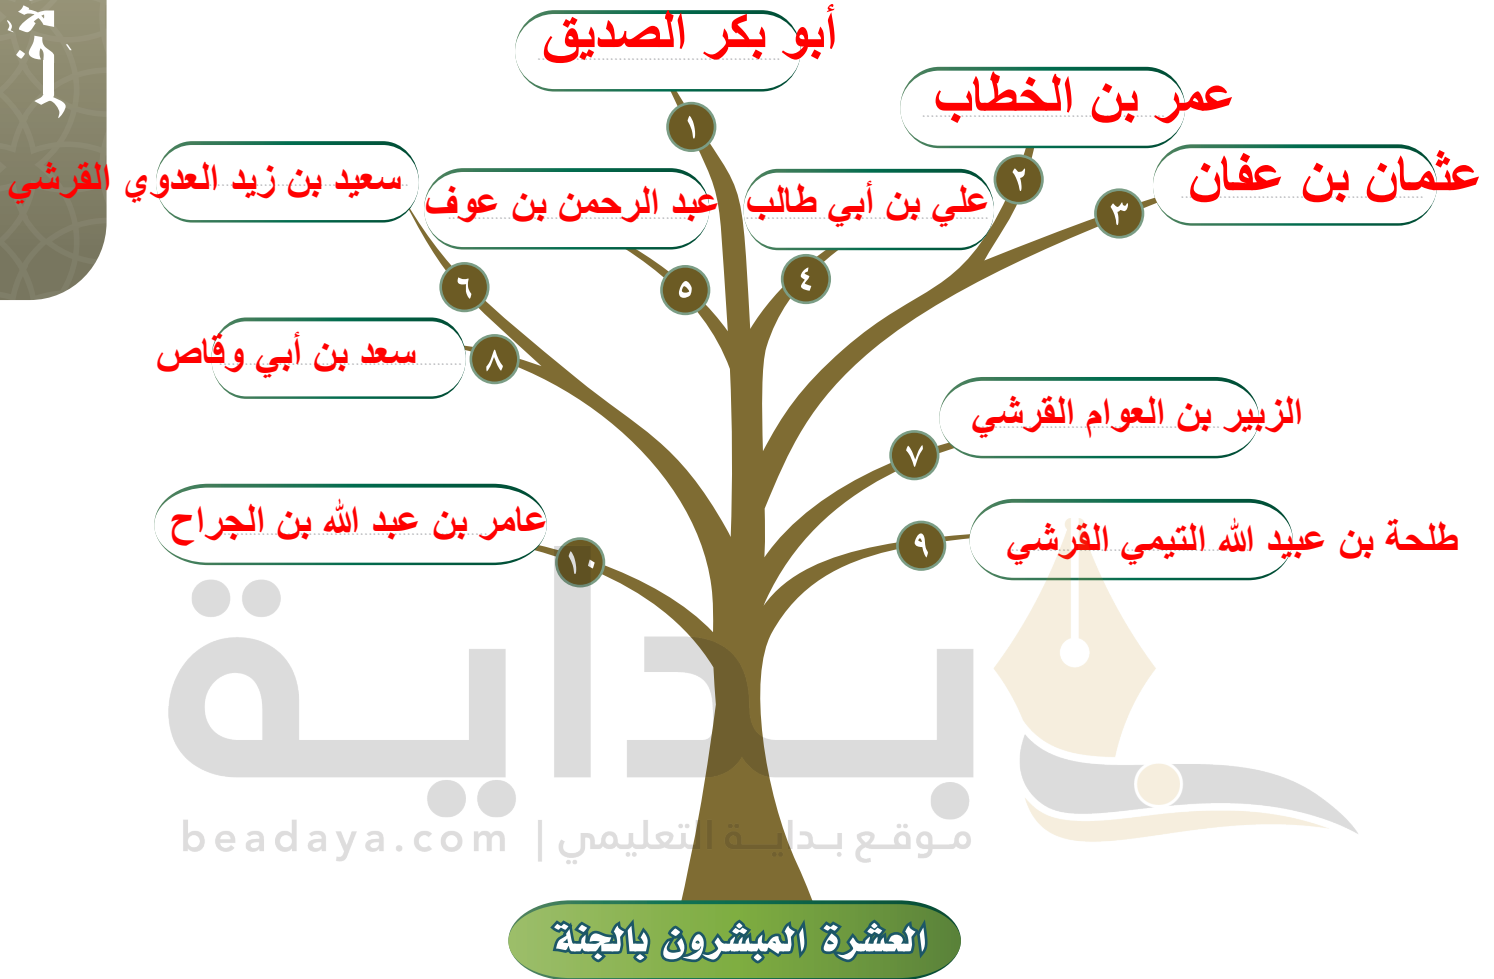 أبو بكر الصديق
١
عمر بن الخطاب
٢
عثمان بن عفان
٣
علي بن أبي طالب
٤
عبد الرحمن بن عوف
٥
سعيد بن زيد العدوي القرشي
٦
الزبير بن العوام القرشي
٧
سعد بن أبي وقاص
٨
طلحة بن عبيد الله التيمي القرشي
٩
عامر بن عبد الله بن الجراح
١٠
بداية
موقع بداية التعليمي | beadaya.com
العشرة المبشرون بالجنة